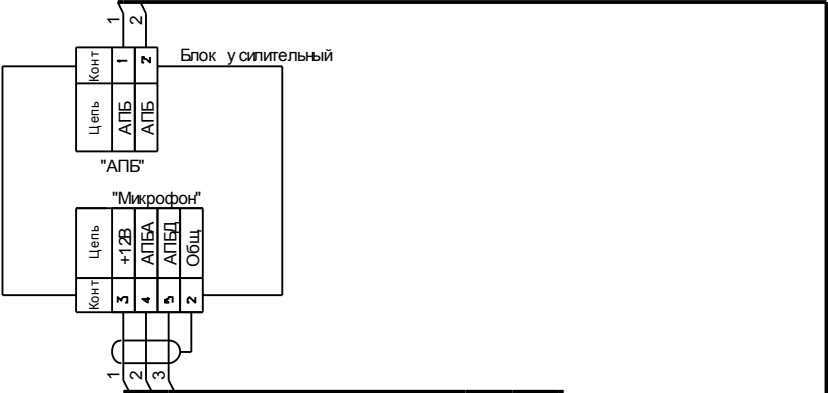 1 2
Блок усилительный
Конт 1 2
Цепь АПБ АПБ
"АПБ"
"Микрофон"
Цепь +12В АПБА АПБД Общ
Конт 3 4 5 2
1 2 3